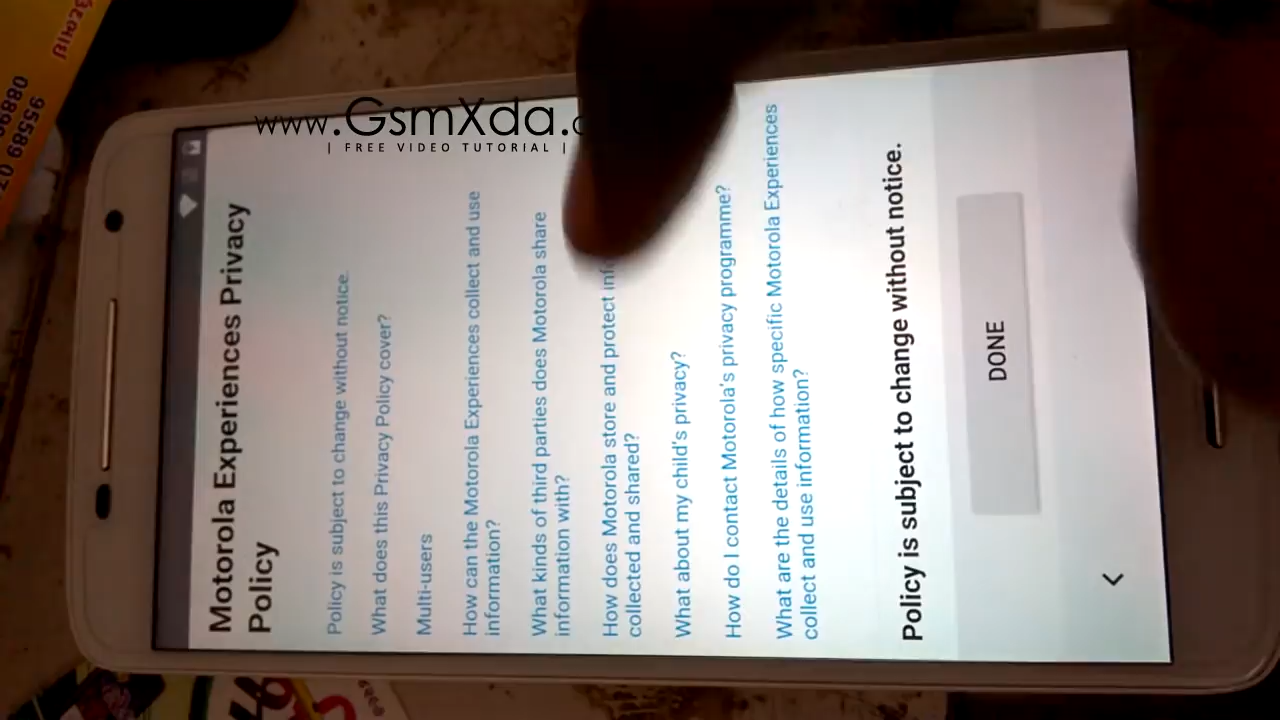 www.GsmXda.c
| FREE VIDEO TUTORIAL |
Motorola Experiences Privacy
Policy
Policy is subject to change without notice.
What does this Privacy Policy cover?
Multi-users
How can the Motorola Experiences collect and use
information?
What kinds of third parties does Motorola share
information with?
How does Motorola store and protect inf
collected and shared?
What about my child's privacy?
How do I contact Motorola's privacy programme?
What are the details of how specific Motorola Experiences
collect and use information?
Policy is subject to change without notice.
DONE
95589 07